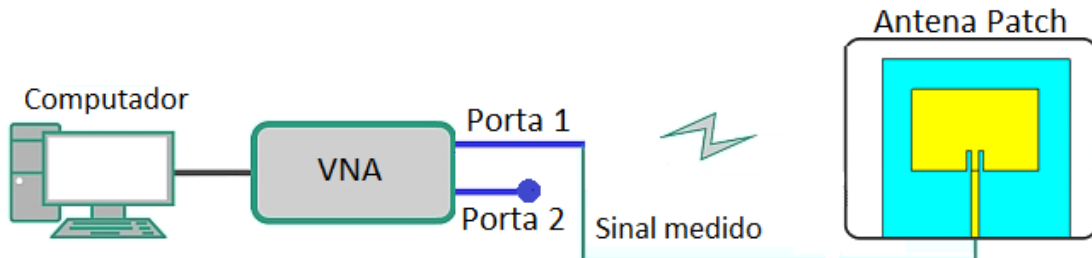 Antena Patch
Computador
Porta 1
VNA
Porta 2
Sinal medido